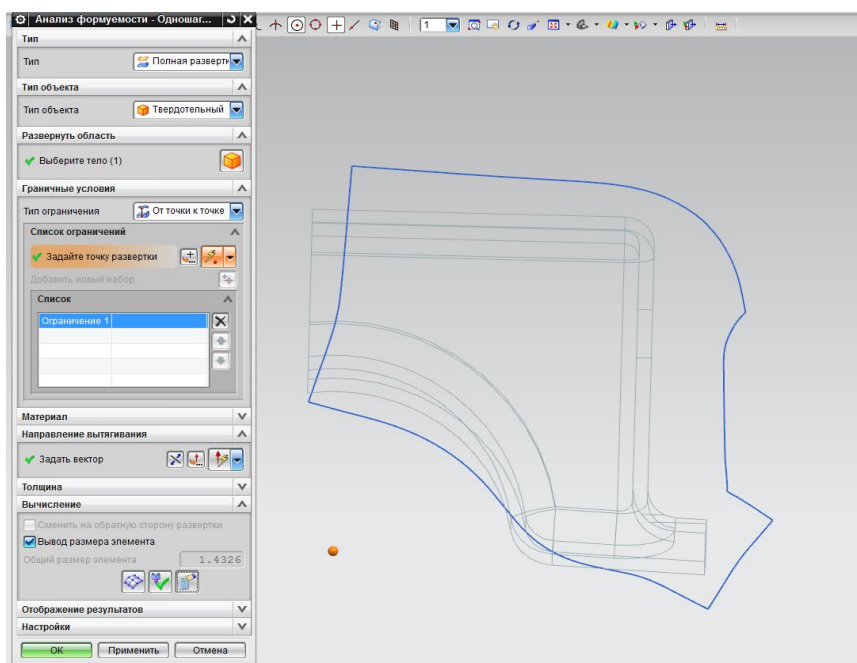 Анализ формуемости - Одношаг...
1
Тип
Тип Полная развертк
Тип объекта
Тип объекта Твердотельный
Развернуть область
Выберите тело (1)
Граничные условия
Тип ограничения От точки к точке
Список ограничений
Задайте точку развертки
Добавить новый набор
Список
Ограничение 1
Материал
Направление вытягивания
Задать вектор
Толщина
Вычисление
Сменить на обратную сторону развертки
Вывод размера элемента
Общий размер элемента 1.4326
Отображение результатов
Настройки
ОК Применить Отмена